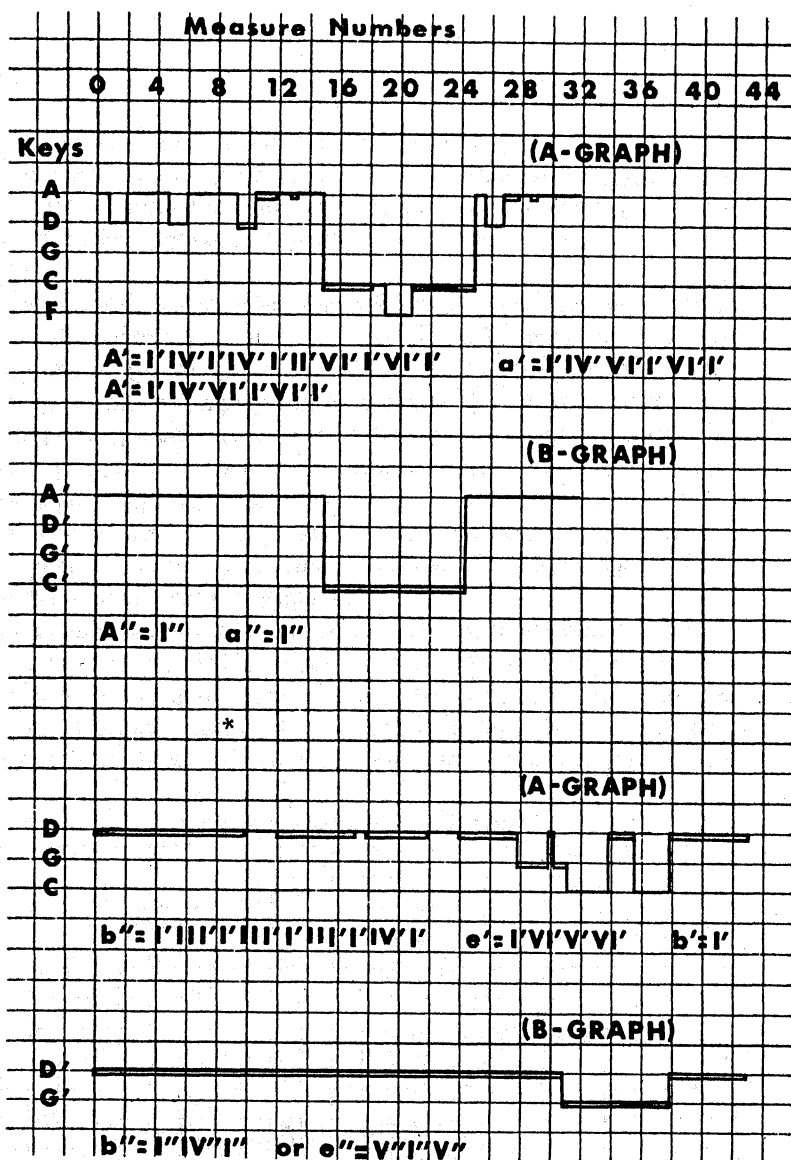 Measure Numbers
0 4 8 12 16 20 24 28 32 36 40 44
Keys
(A-GRAPH)
A
D
G
C
F
A'=I'IV'I'IV'I'II'VI'I'VI'I' a'=I'IV'VI'I'VI'I'
A'=I'IV'VI'I'VI'I'
(B-GRAPH)
A'
D'
G'
C'
A''=I'' a''=I''
*
(A-GRAPH)
D
G
C
b''=I'III'I'III'I'III'I'IV'I' e'=I'VI'V'VI' b'=I'
(B-GRAPH)
D'
G'
b''=I''IV''I'' or e''=V''I''V''